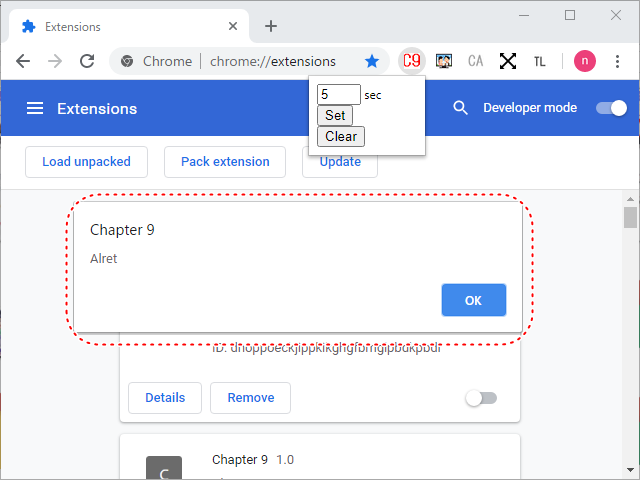 Extensions
Chrome | chrome://extensions
C9
CA
TL
n
5 sec
Set
Clear
Extensions
Developer mode
Load unpacked
Pack extension
Update
Chapter 9
Alret
OK
ID:
Details
Remove
C
Chapter 9 1.0